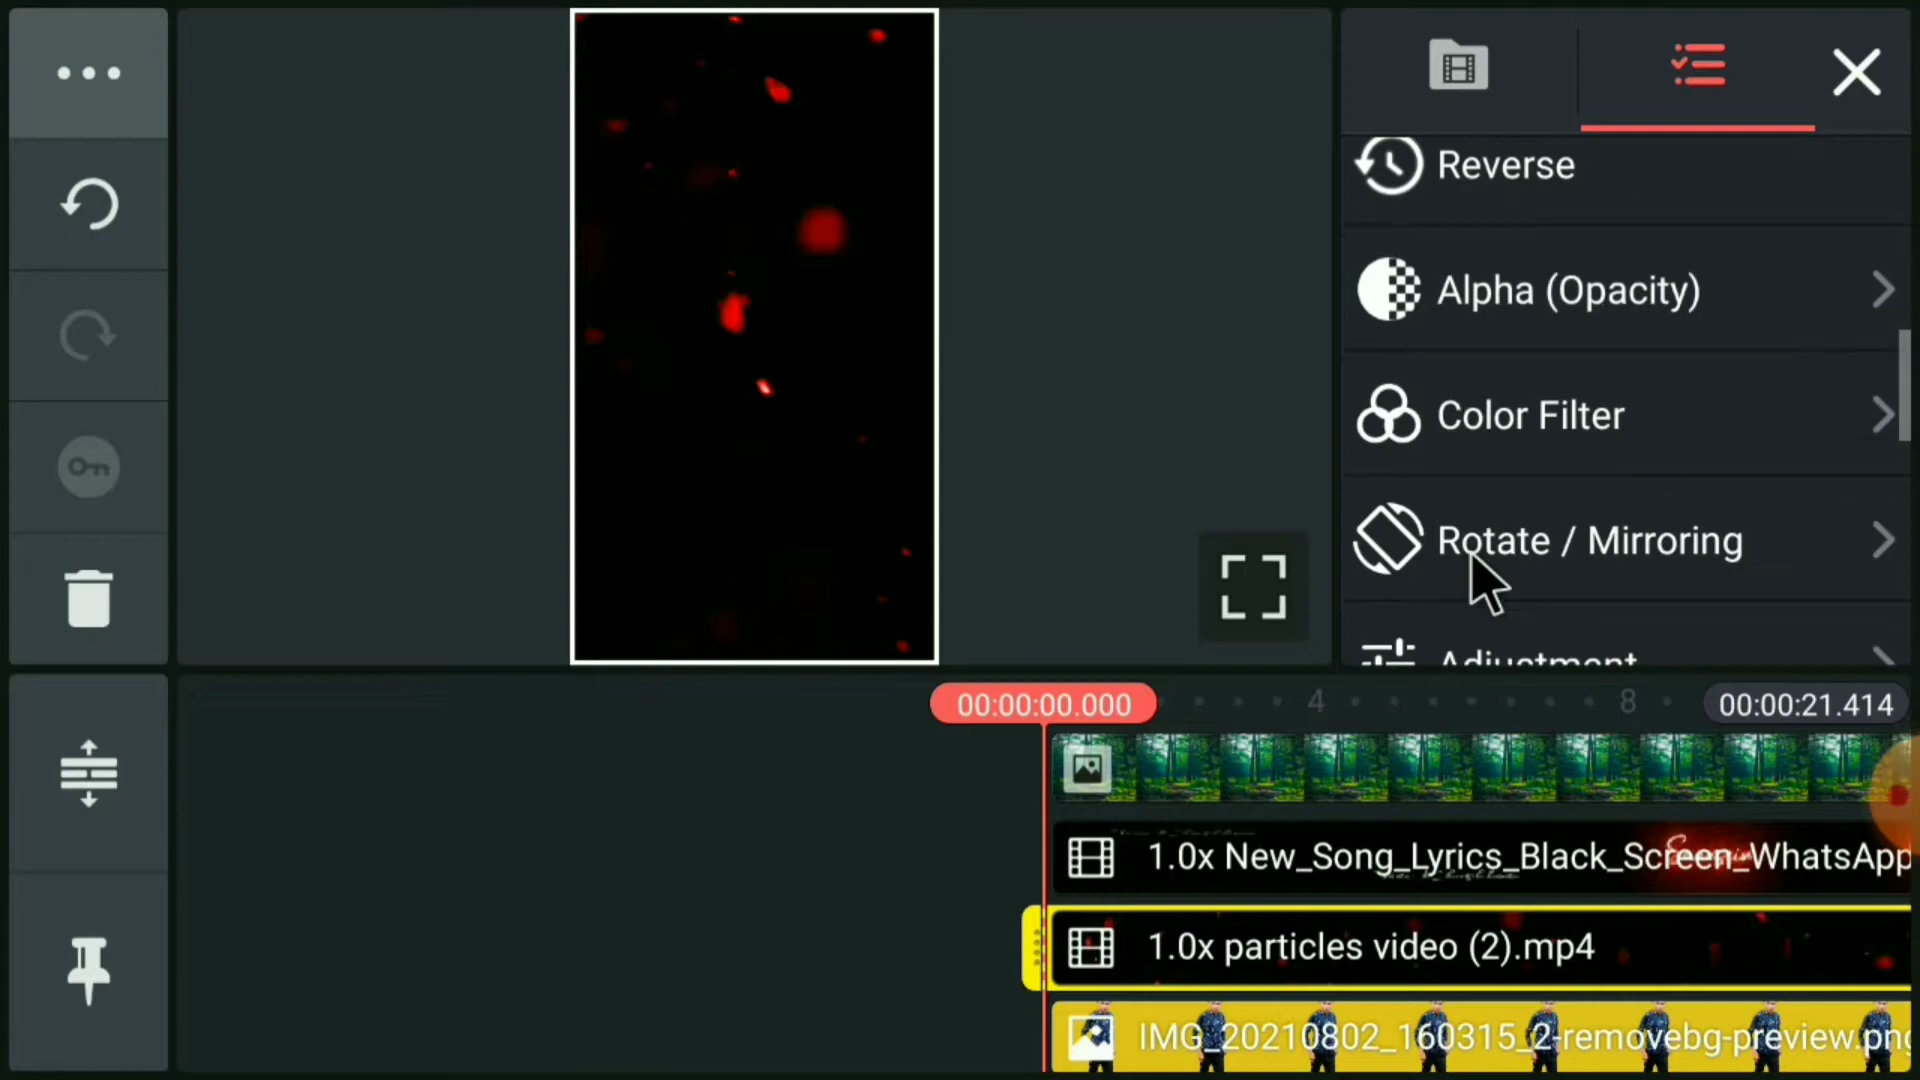 Reverse
Alpha (Opacity)
Color Filter
Rotate / Mirroring
Adjustment
00:00:00.000
4
8
00:00:21.414
1.0x New_Song_Lyrics_Black_Screen_WhatsApp
1.0x particles video (2).mp4
IMG_20210802_160315_2-removebg-preview.png